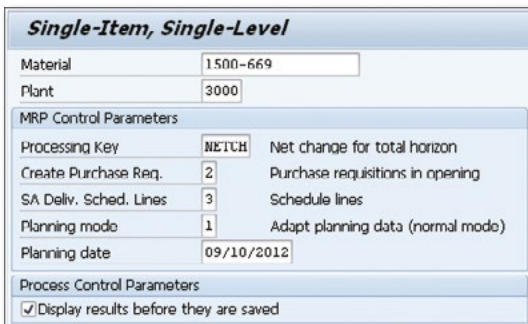 Single-Item, Single-Level
Material 1500-669
Plant 3000
MRP Control Parameters
Processing Key NETCH Net change for total horizon
Create Purchase Req. 2 Purchase requisitions in opening
SA Deliv. Sched. Lines 3 Schedule lines
Planning mode 1 Adapt planning data (normal mode)
Planning date 09/10/2012
Process Control Parameters
Display results before they are saved